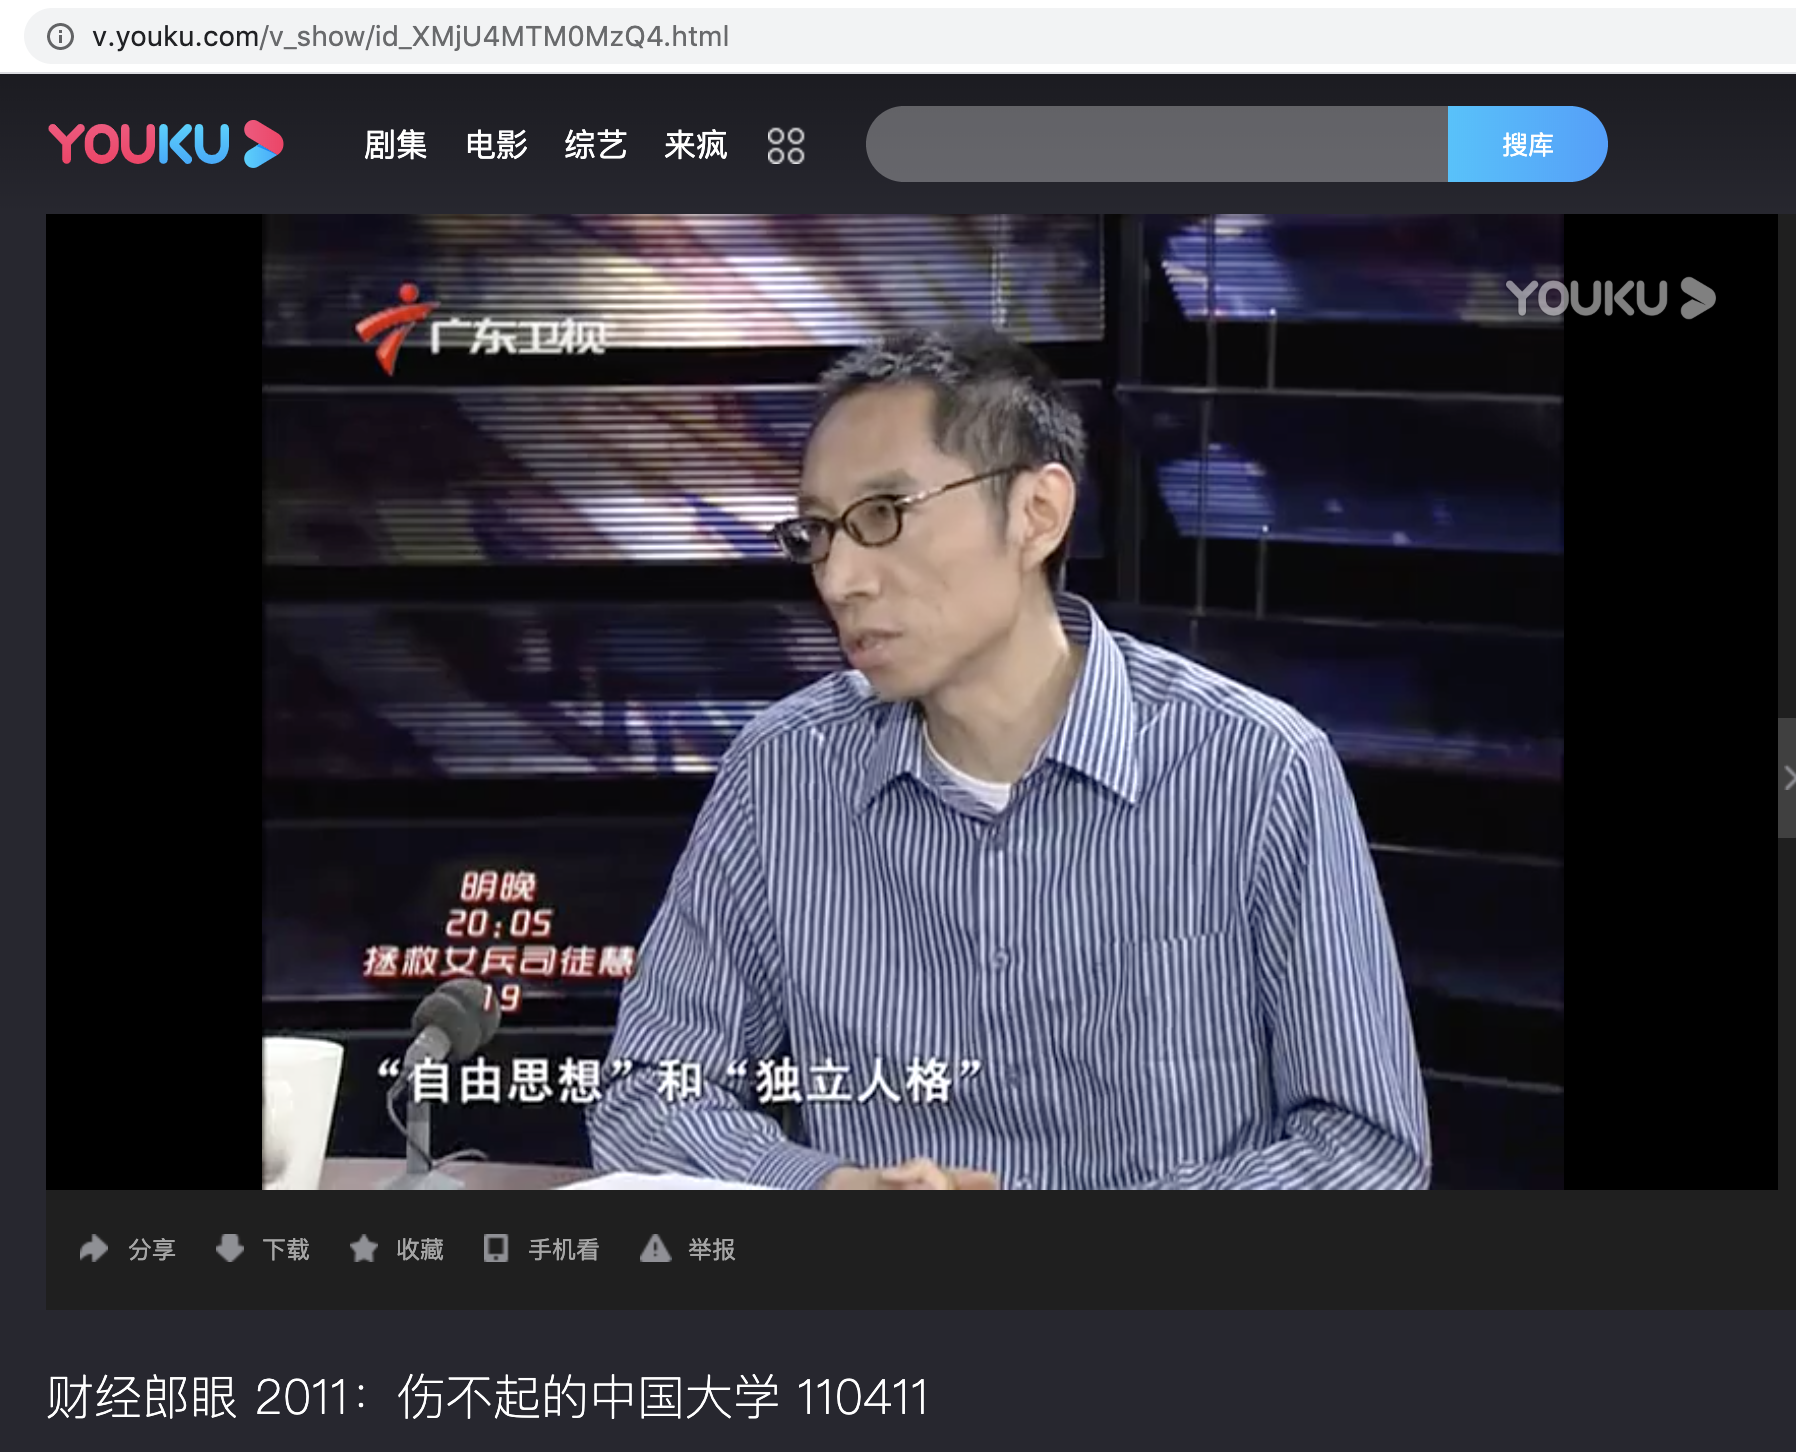 v.youku.com/v_show/id_XMjU4MTM0MzQ4.html
YOUKU 剧集 电影 综艺 来疯 搜库
广东卫视
YOUKU
明晚
20:05
拯救女兵司徒慧
19
“自由思想”和“独立人格”
分享 下载 收藏 手机看 举报
财经郎眼 2011：伤不起的中国大学 110411